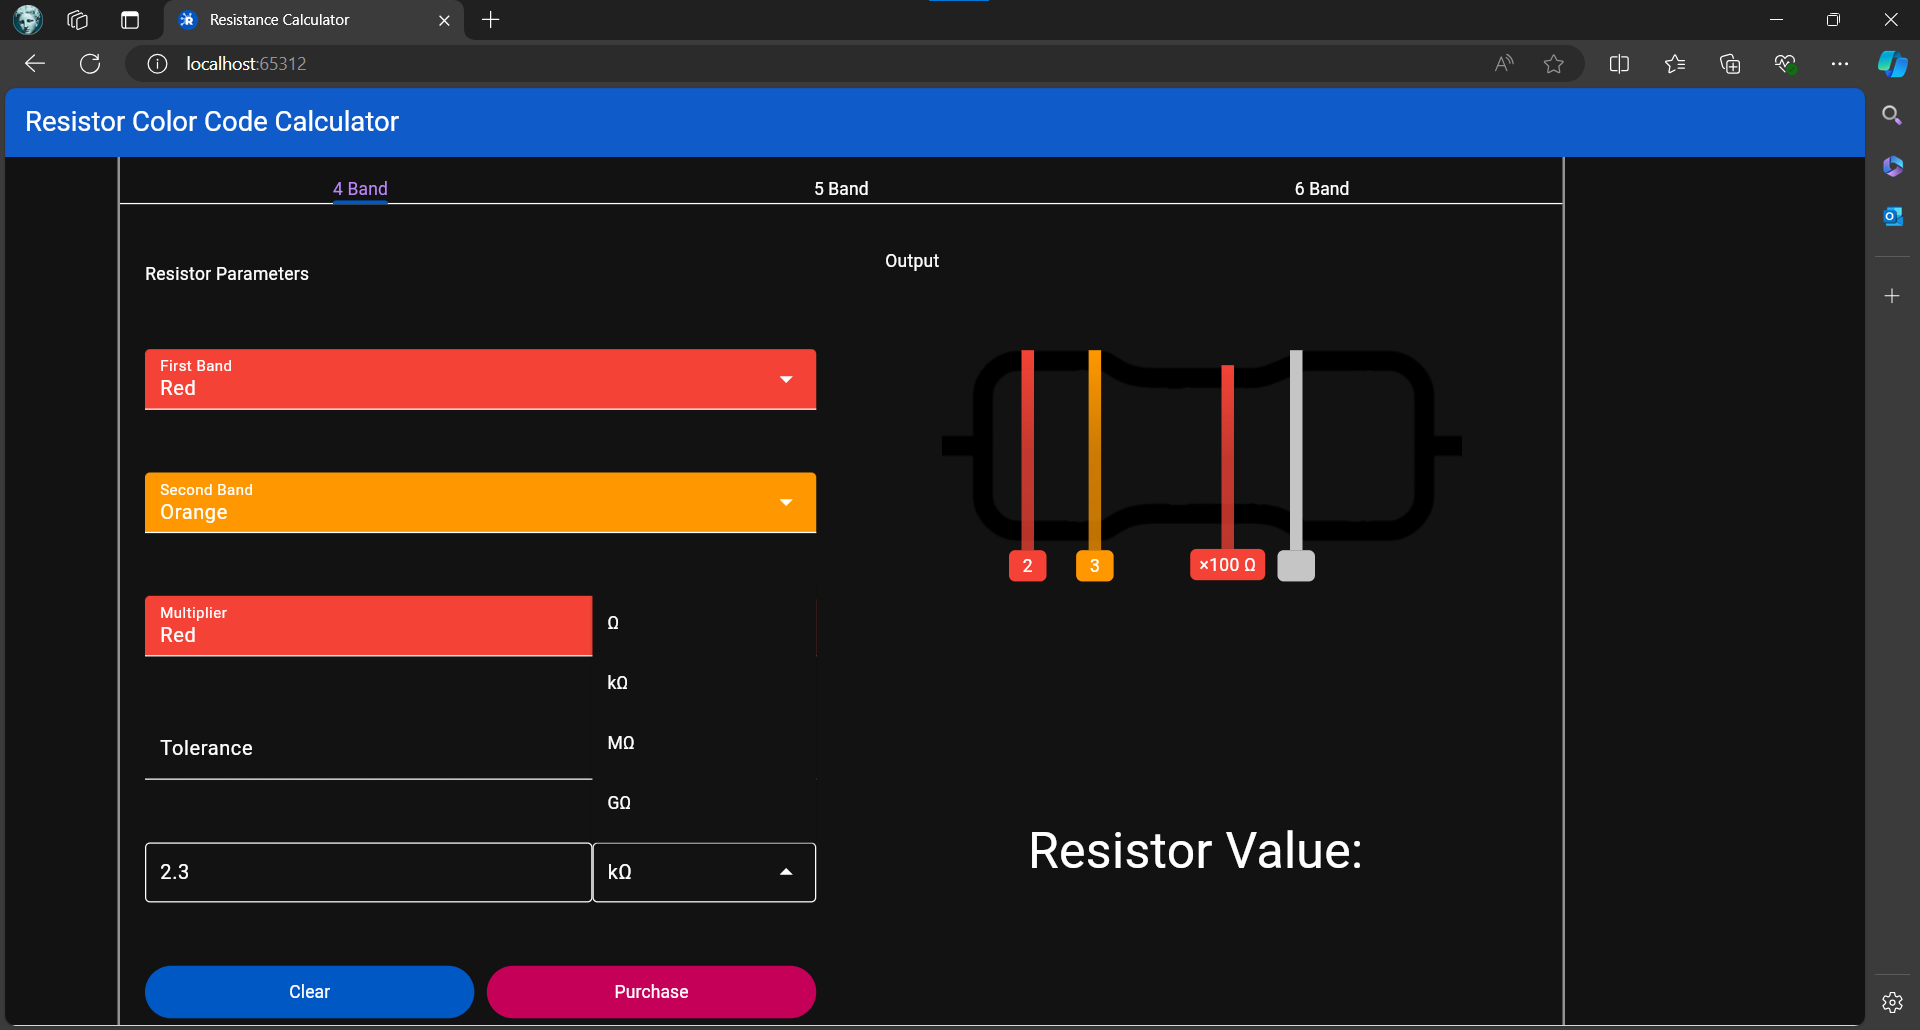 Resistance Calculator
localhost:65312
Resistor Color Code Calculator
4 Band
5 Band
6 Band
Resistor Parameters
Output
First Band
Red
Second Band
Orange
2
3
×100 Ω
Multiplier
Red
Ω
kΩ
MΩ
GΩ
Tolerance
2.3
kΩ
Resistor Value:
Clear
Purchase